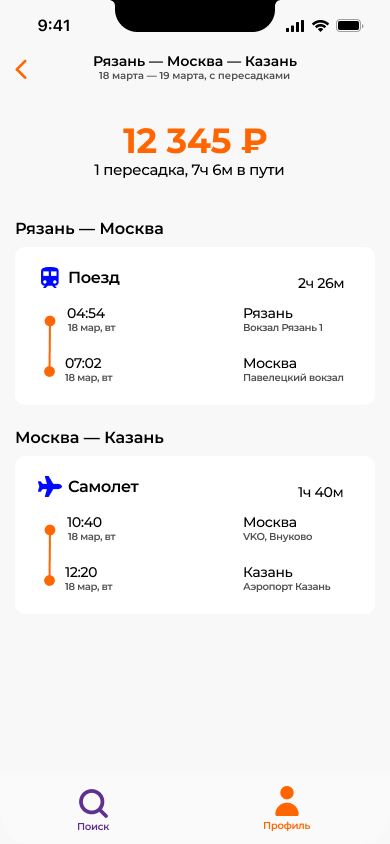 9:41
Рязань — Москва — Казань
18 марта — 19 марта, с пересадками
12 345 ₽
1 пересадка, 7ч 6м в пути
Рязань — Москва
Поезд
2ч 26м
04:54 Рязань
18 мар, вт Вокзал Рязань 1
07:02 Москва
18 мар, вт Павелецкий вокзал
Москва — Казань
Самолет
1ч 40м
10:40 Москва
18 мар, вт VKO, Внуково
12:20 Казань
18 мар, вт Аэропорт Казань
Поиск Профиль